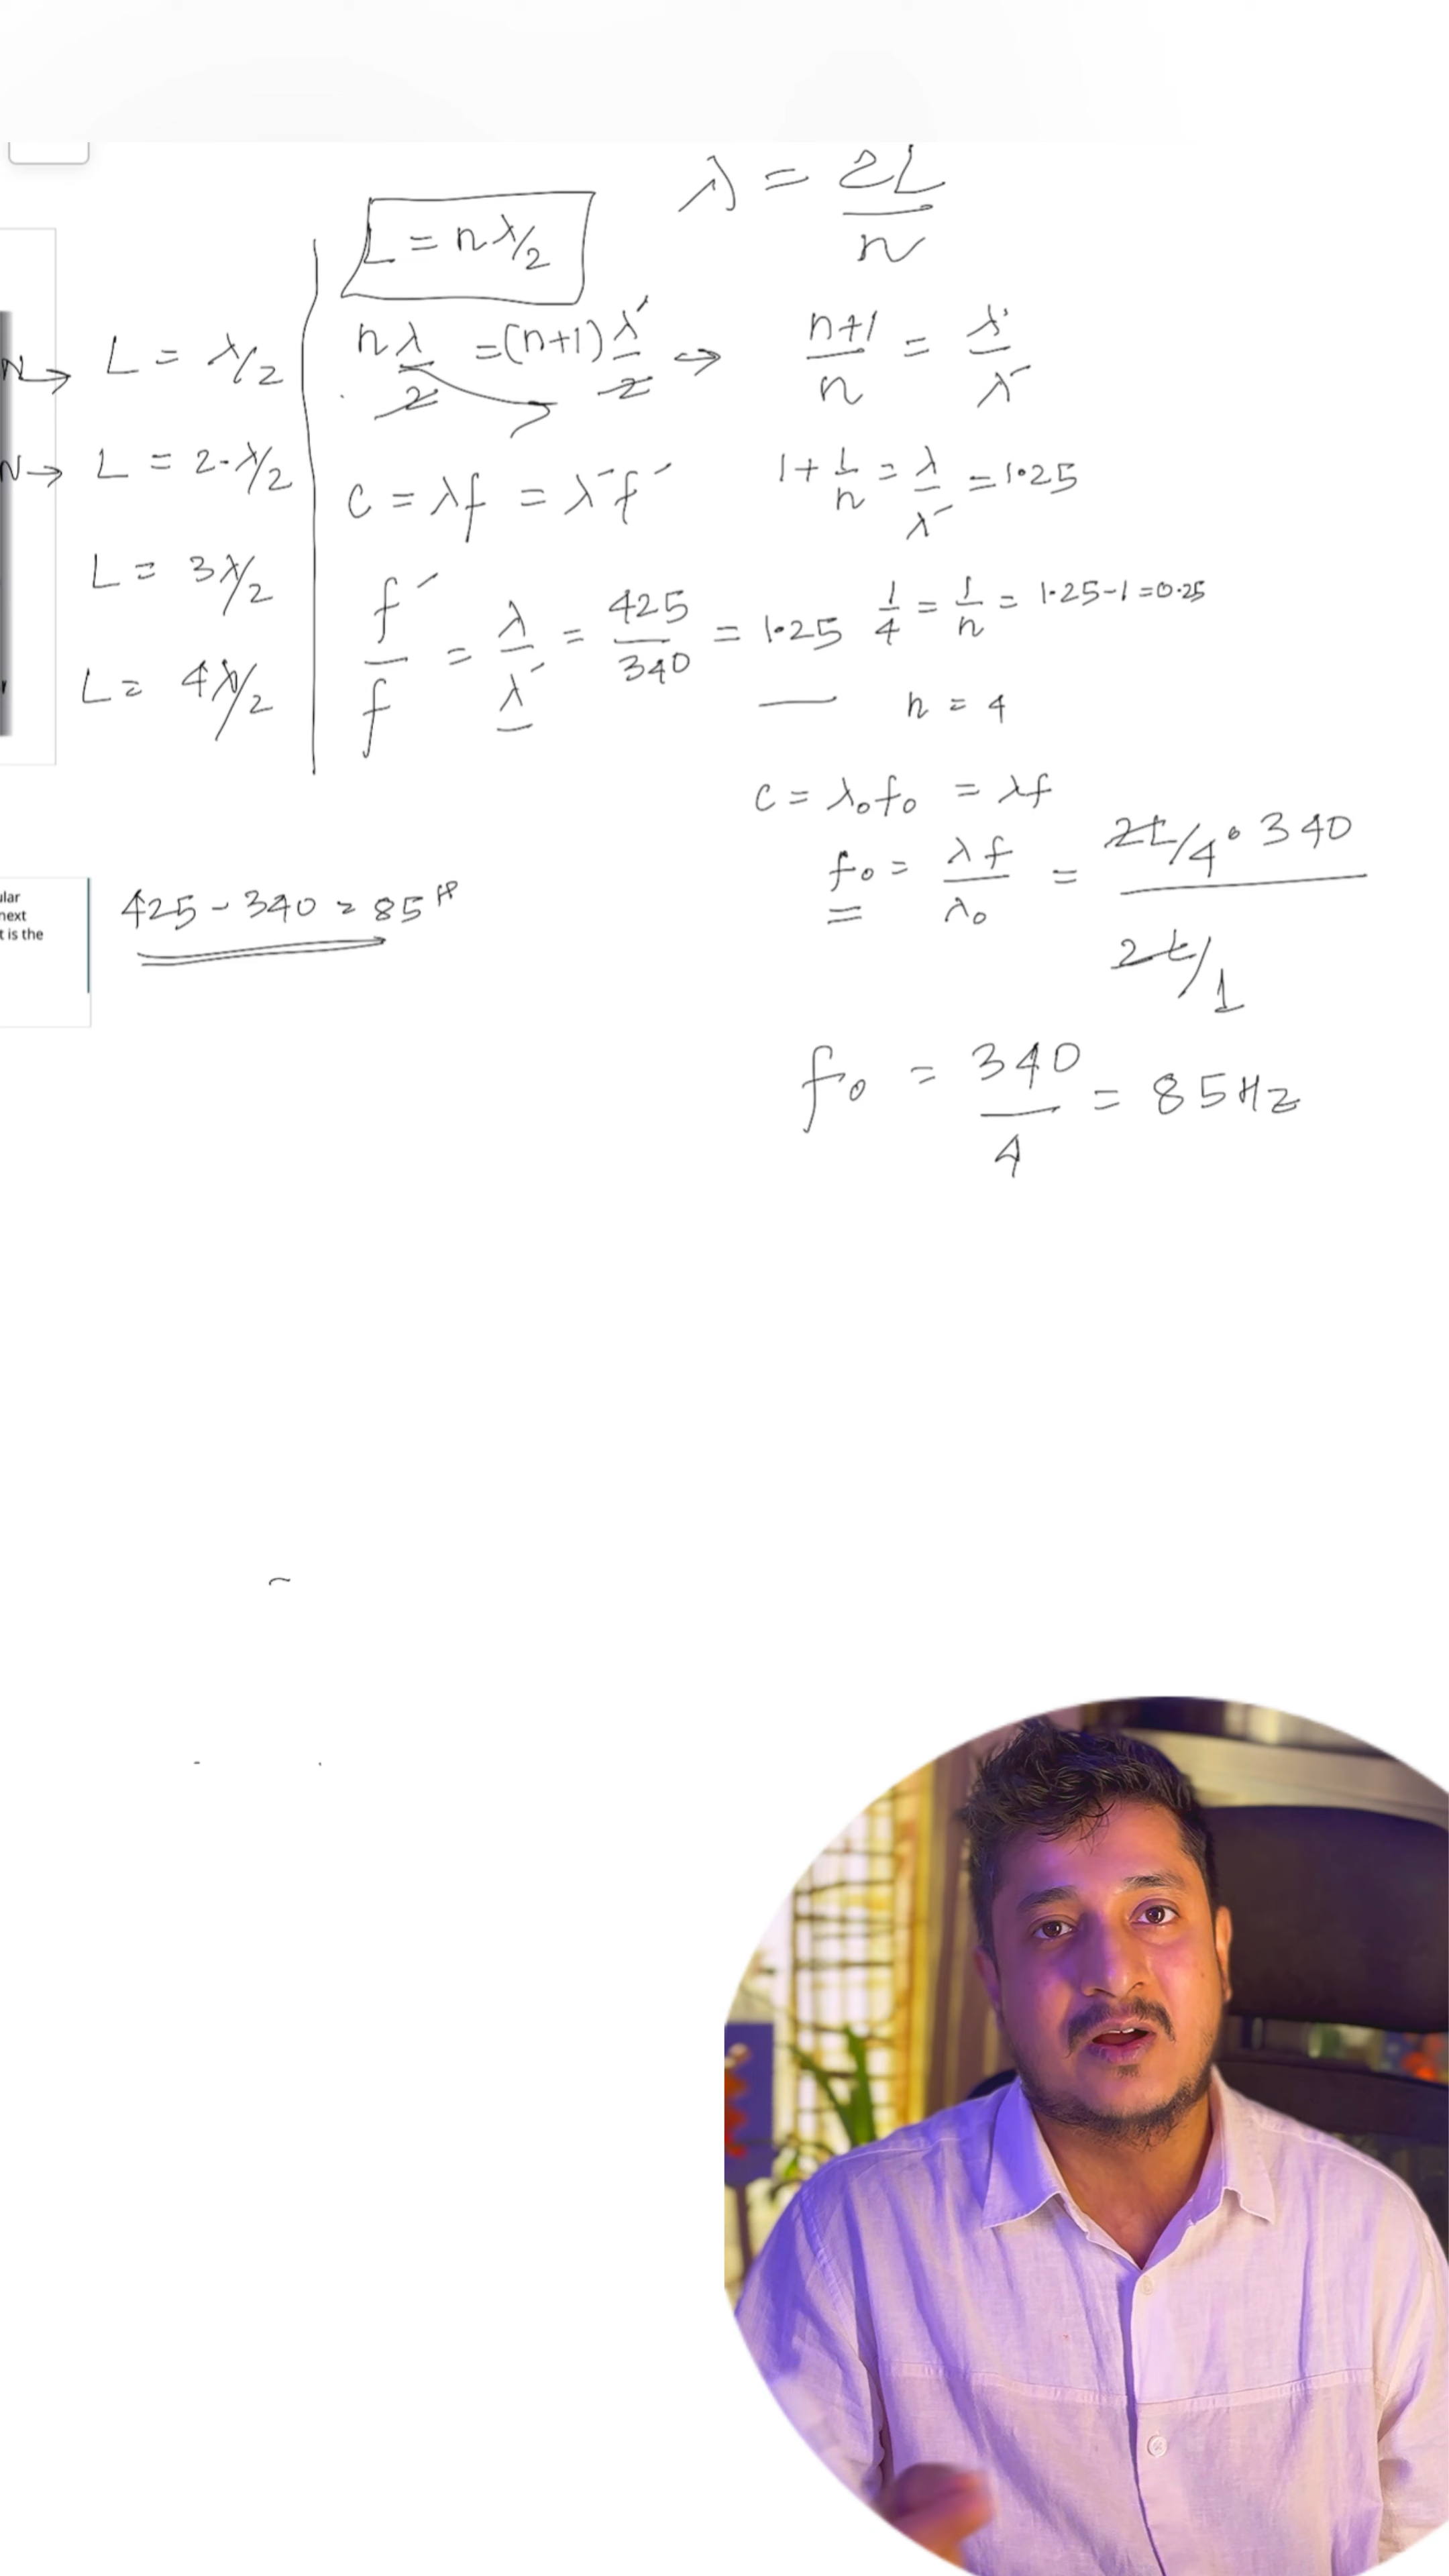 λ = 2L/n
L = nλ/2
N→ L = λ/2
N→ L = 2·λ/2
L = 3λ/2
L = 4λ/2
nλ/2 = (n+1)λ′/2 ⇒ n+1/n = λ/λ′
c = λf = λ′f′
1 + 1/n = λ/λ′ = 1.25
f′/f = λ/λ′ = 425/340 = 1.25
1/4 = 1/n = 1.25-1 = 0.25
n = 4
c = λ₀f₀ = λf
f₀ = λf/λ₀ = 2L/4 · 340 / 2L/1
f₀ = 340/4 = 85Hz
ular
next
t is the
425 - 340 = 85